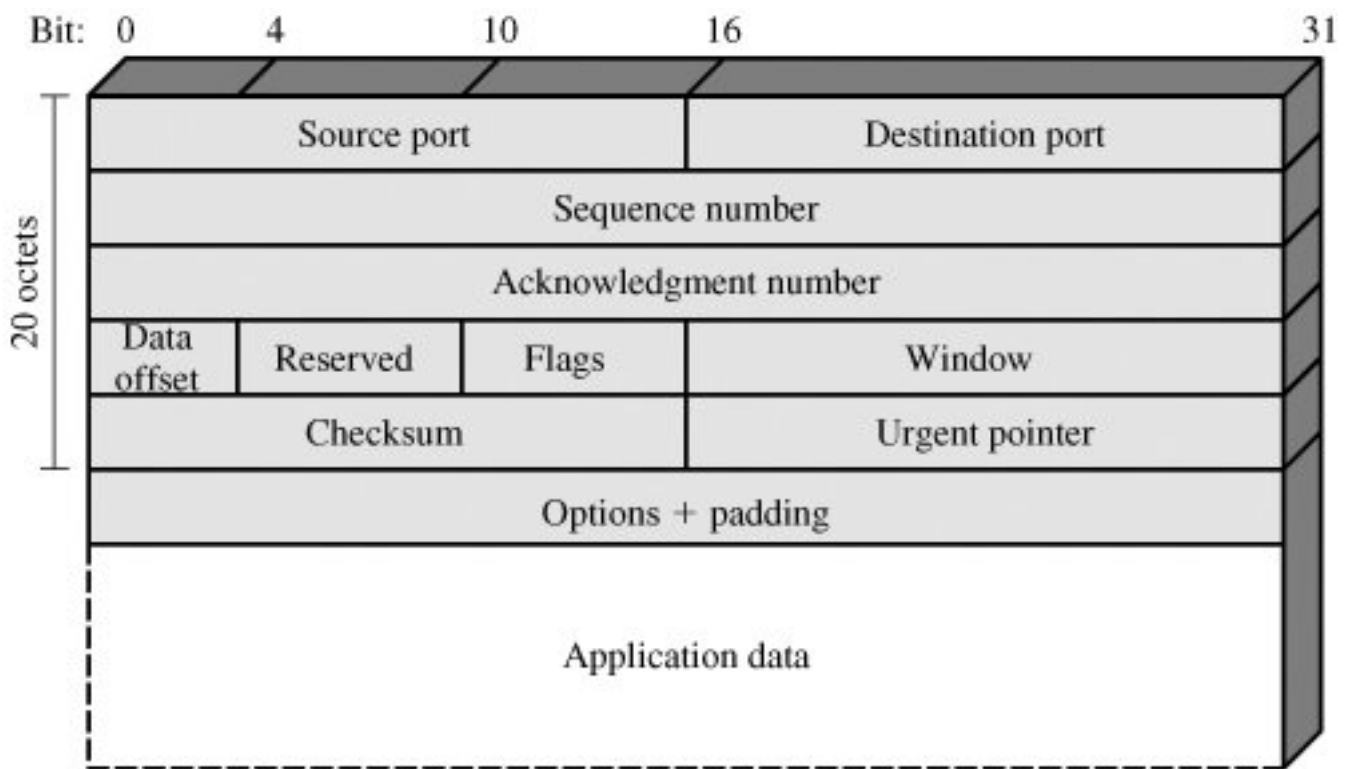 Bit: 0 4 10 16 31
Source port Destination port
Sequence number
Acknowledgment number
20 octets
Data
offset Reserved Flags Window
Checksum Urgent pointer
Options + padding
Application data